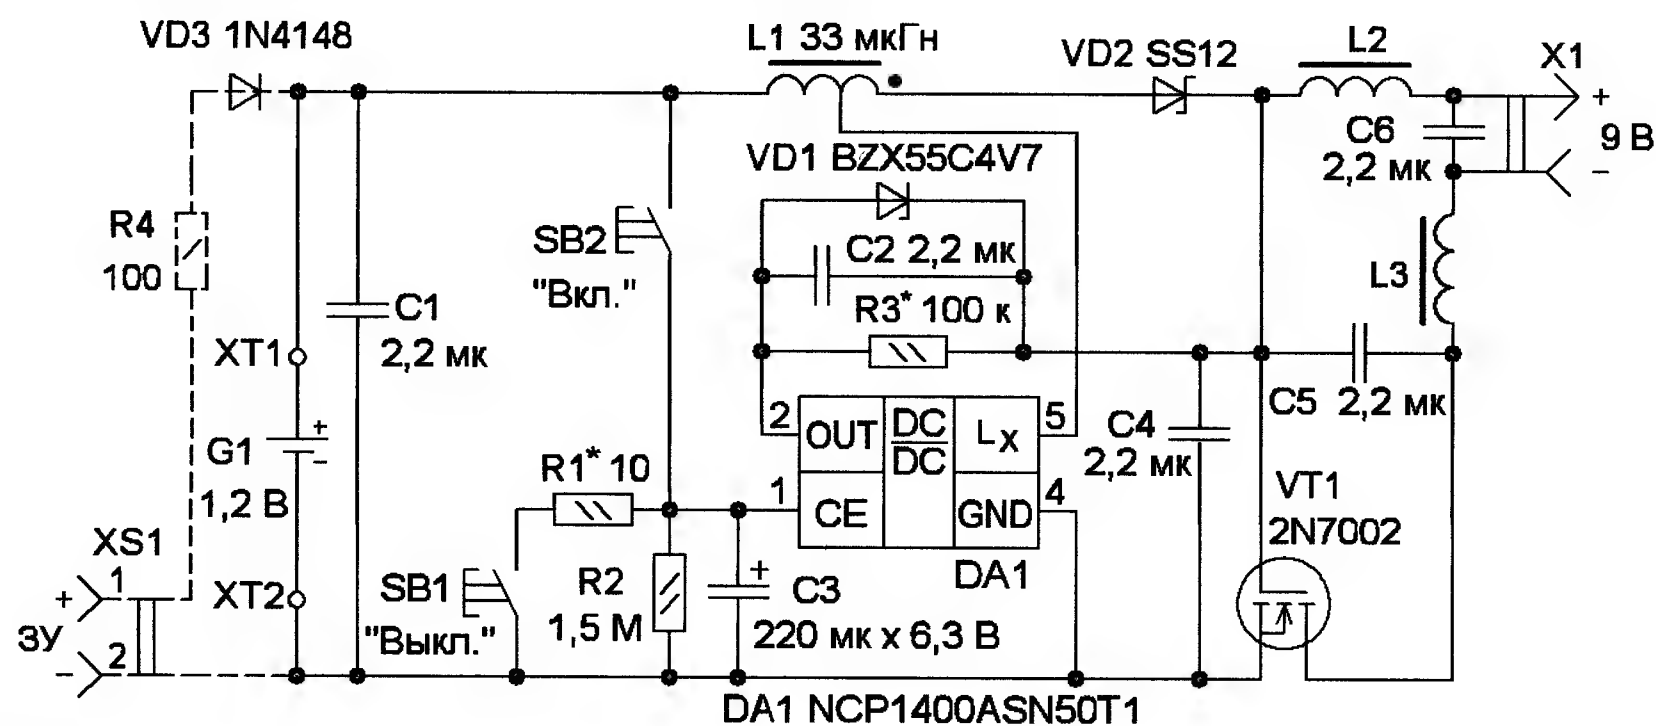 VD3 1N4148
L1 33 мкГн
VD2 SS12
L2
X1
+
9 В
−
C6
2,2 мк
VD1 BZX55C4V7
R4
100
SB2
"Вкл."
C2 2,2 мк
L3
C1
2,2 мк
R3* 100 к
XT1
C5 2,2 мк
2
OUT
DC
DC
Lx
5
C4
2,2 мк
+
G1
−
1,2 В
R1* 10
1
CE
GND
4
VT1
2N7002
XS1
1
+
ЗУ
−
2
XT2
SB1
"Выкл."
R2
1,5 М
+
C3
220 мк х 6,3 В
DA1
DA1 NCP1400ASN50T1